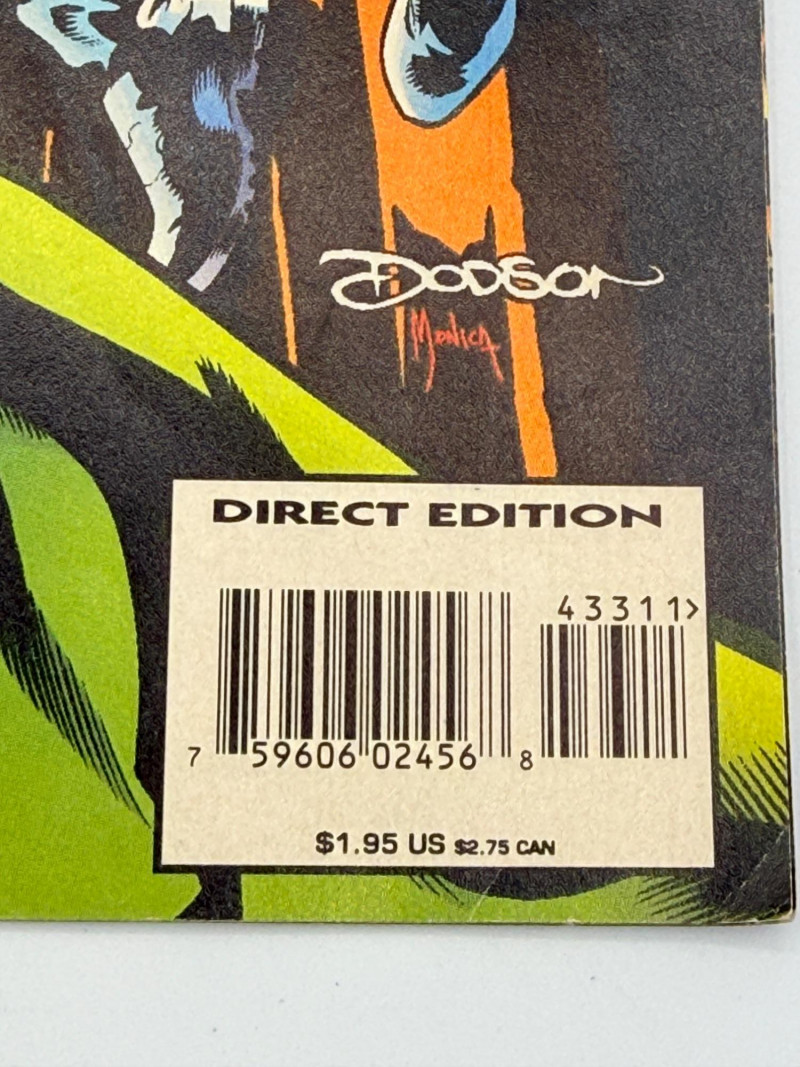 DODSON
Monica
DIRECT EDITION
43311>
7 59606 02456 8
$1.95 US $2.75 CAN